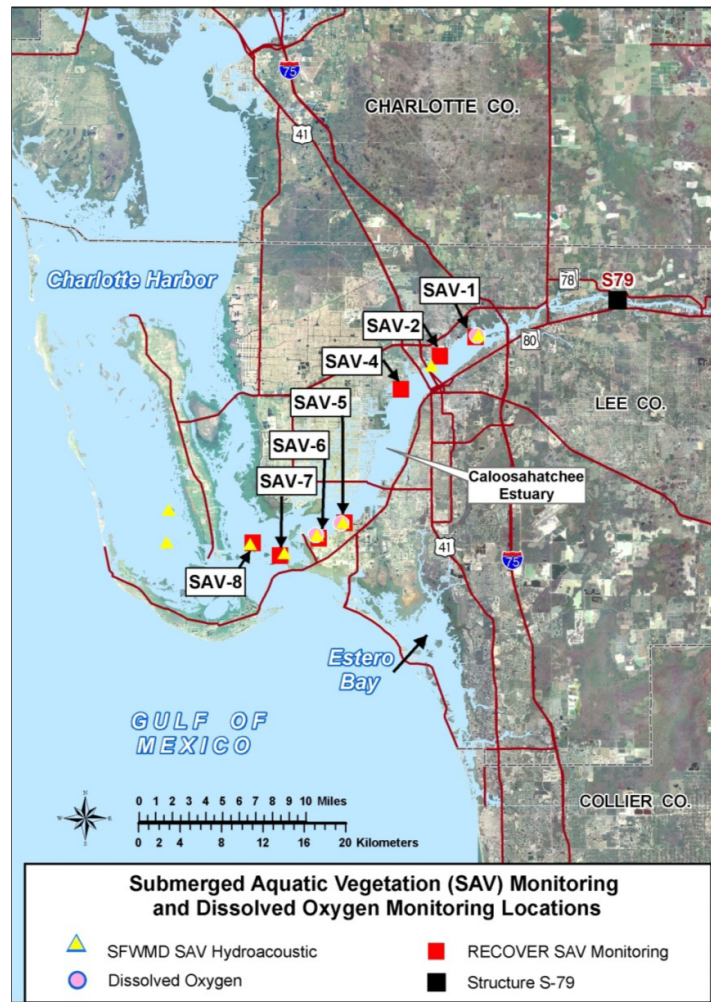 75
CHARLOTTE CO.
41
Charlotte Harbor
SAV-1
78
S79
SAV-2
80
SAV-4
SAV-5
LEE CO.
SAV-6
Caloosahatchee
Estuary
SAV-7
41
75
SAV-8
Estero
Bay
GULF OF
MEXICO
N
W
E
S
0 1 2 3 4 5 6 7 8 9 10 Miles
0 2 4 8 12 16 20 Kilometers
COLLIER CO.
Submerged Aquatic Vegetation (SAV) Monitoring
and Dissolved Oxygen Monitoring Locations
SFWMD SAV Hydroacoustic
RECOVER SAV Monitoring
Dissolved Oxygen
Structure S-79